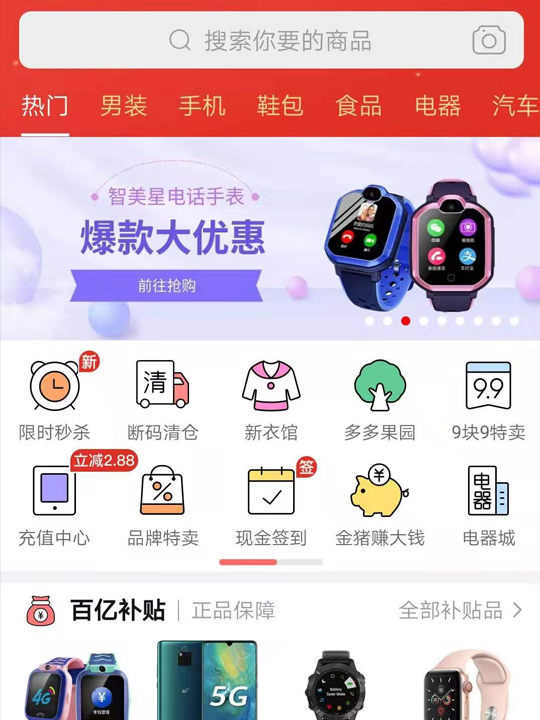 搜索你要的商品
热门 男装 手机 鞋包 食品 电器 汽车
智美星电话手表
爆款大优惠
前往抢购
新
清
9.9
限时秒杀 断码清仓 新衣馆 多多果园 9块9特卖
立减2.88
签
¥
电器
充值中心 品牌特卖 现金签到 金猪赚大钱 电器城
百亿补贴 正品保障 全部补贴品
4G
5G